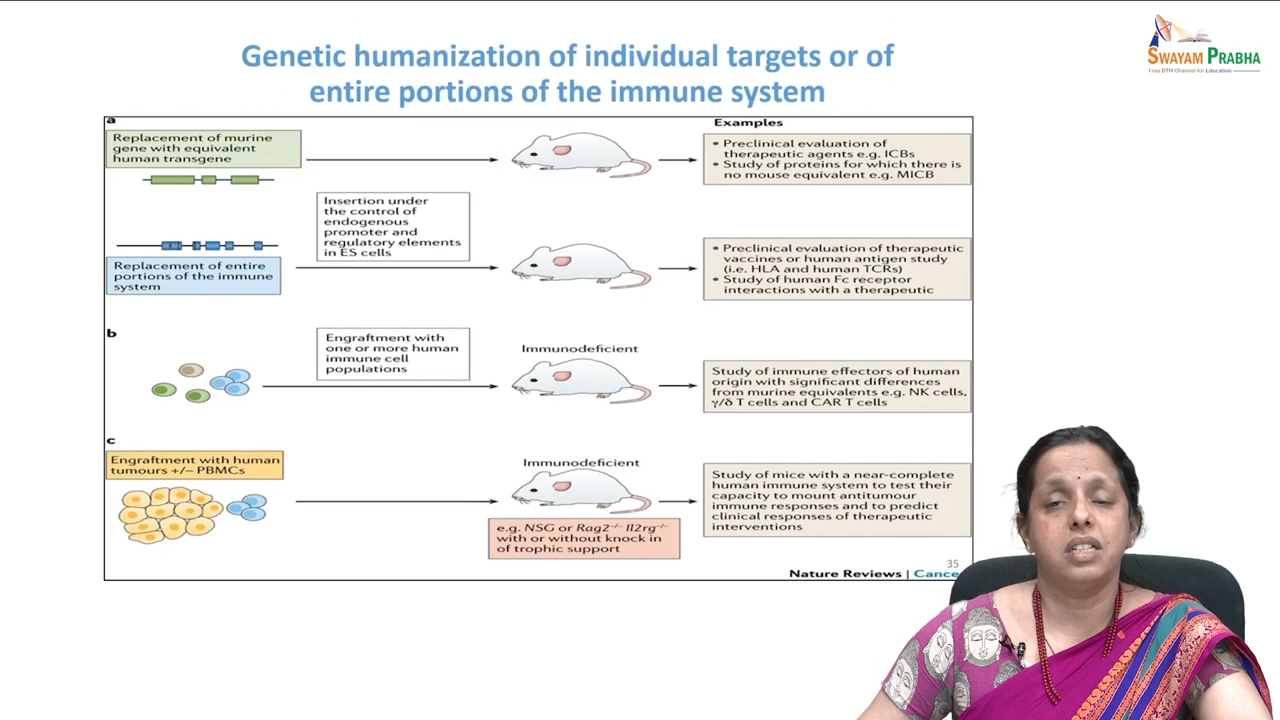 Genetic humanization of individual targets or of
entire portions of the immune system
SWAYAM PRABHA
Free DTH Channel for Education
a
Replacement of murine
gene with equivalent
human transgene
Examples
• Preclinical evaluation of
therapeutic agents e.g. ICBs
• Study of proteins for which there is
no mouse equivalent e.g. MICB
Insertion under
the control of
endogenous
promoter and
regulatory elements
in ES cells
Replacement of entire
portions of the immune
system
• Preclinical evaluation of therapeutic
vaccines or human antigen study
(i.e. HLA and human TCRs)
• Study of human Fc receptor
interactions with a therapeutic
b
Engraftment with
one or more human
immune cell
populations
Immunodeficient
Study of immune effectors of human
origin with significant differences
from murine equivalents e.g. NK cells,
γ/δ T cells and CAR T cells
c
Engraftment with human
tumours +/− PBMCs
Immunodeficient
e.g. NSG or Rag2−/− Il2rg−/−
with or without knock in
of trophic support
Study of mice with a near-complete
human immune system to test their
capacity to mount antitumour
immune responses and to predict
clinical responses of therapeutic
interventions
35
Nature Reviews | Cance